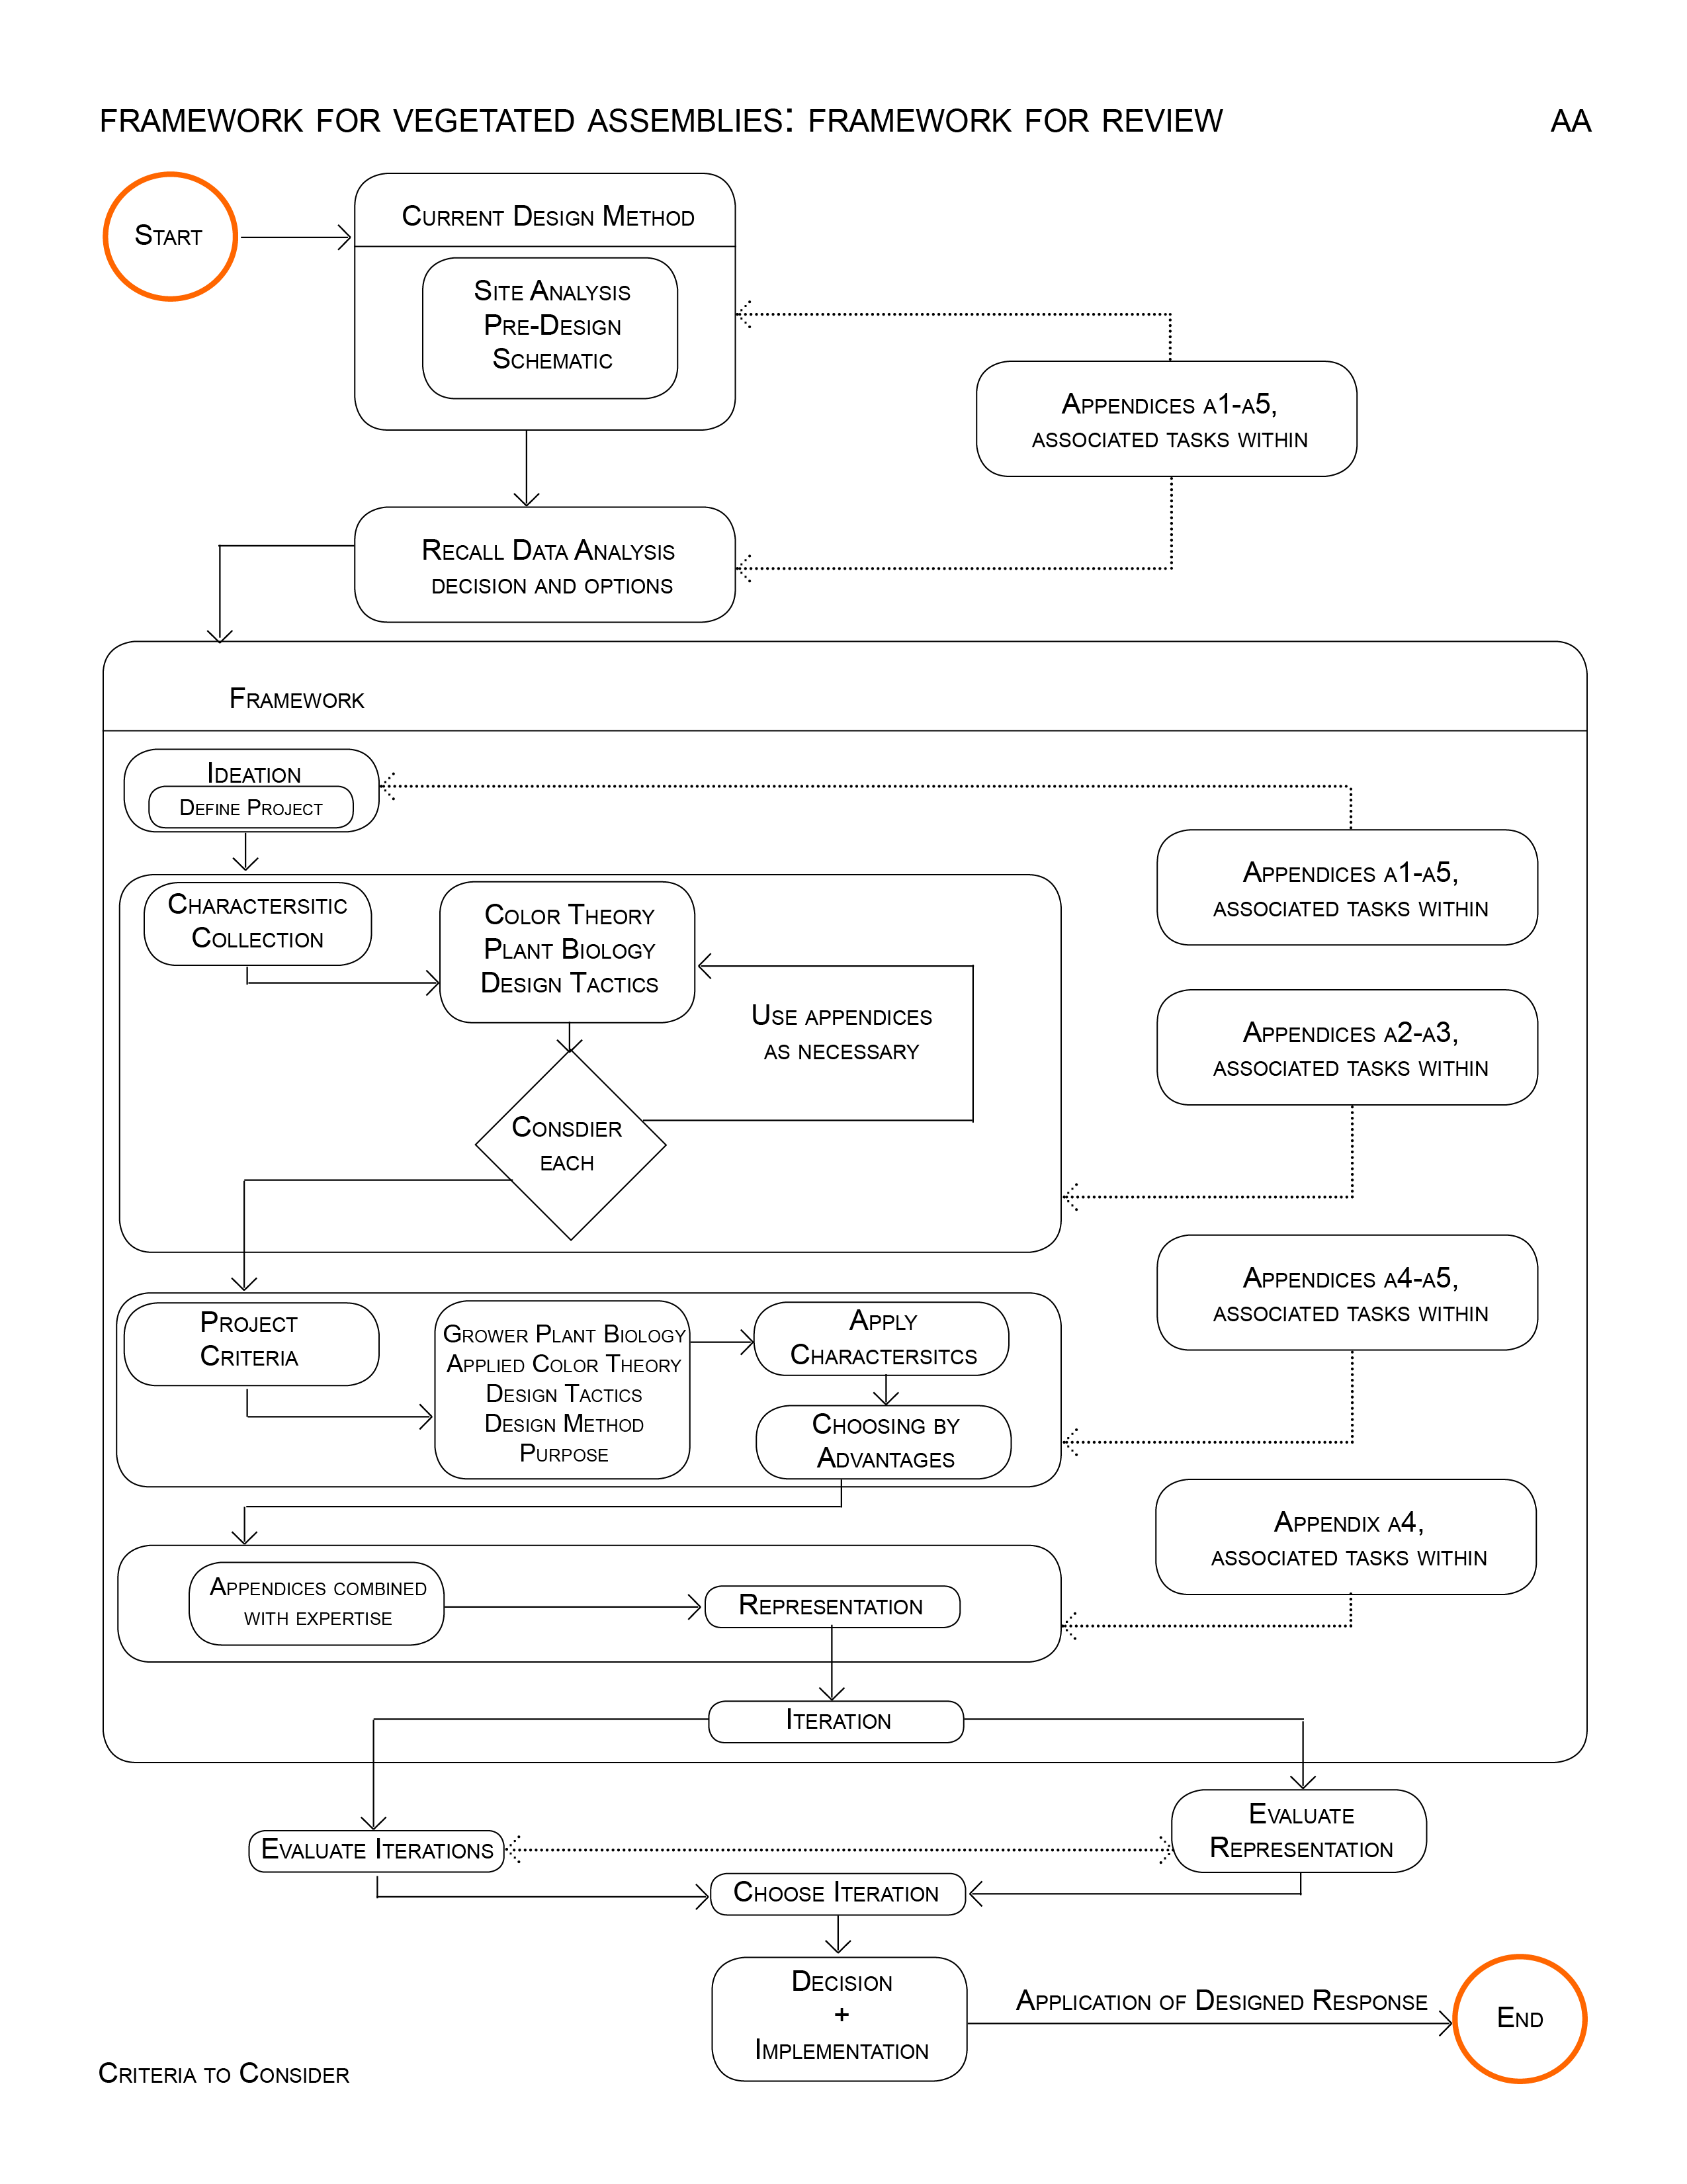 FRAMEWORK FOR VEGETATED ASSEMBLIES: FRAMEWORK FOR REVIEW
AA
START
CURRENT DESIGN METHOD
SITE ANALYSIS
PRE-DESIGN
SCHEMATIC
APPENDICES A1-A5,
ASSOCIATED TASKS WITHIN
RECALL DATA ANALYSIS
DECISION AND OPTIONS
FRAMEWORK
IDEATION
DEFINE PROJECT
APPENDICES A1-A5,
ASSOCIATED TASKS WITHIN
CHARACTERSITIC
COLLECTION
COLOR THEORY
PLANT BIOLOGY
DESIGN TACTICS
USE APPENDICES
AS NECESSARY
APPENDICES A2-A3,
ASSOCIATED TASKS WITHIN
CONSDIER
EACH
APPENDICES A4-A5,
ASSOCIATED TASKS WITHIN
PROJECT
CRITERIA
GROWER PLANT BIOLOGY
APPLIED COLOR THEORY
DESIGN TACTICS
DESIGN METHOD
PURPOSE
APPLY
CHARACTERSITCS
CHOOSING BY
ADVANTAGES
APPENDIX A4,
ASSOCIATED TASKS WITHIN
APPENDICES COMBINED
WITH EXPERTISE
REPRESENTATION
ITERATION
EVALUATE ITERATIONS
EVALUATE
REPRESENTATION
CHOOSE ITERATION
DECISION
+
IMPLEMENTATION
APPLICATION OF DESIGNED RESPONSE
END
CRITERIA TO CONSIDER